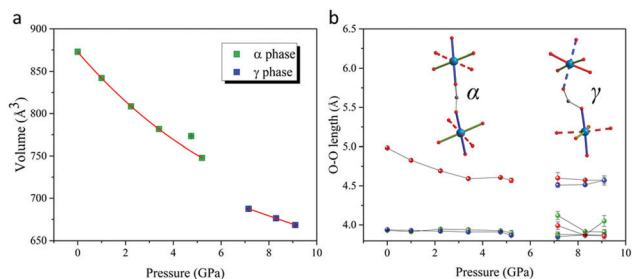 a
900
850
800
750
700
650
0 2 4 6 8 10
Volume (Å3)
Pressure (GPa)
α phase
γ phase
b
6.5
6.0
5.5
5.0
4.5
4.0
0 2 4 6 8 10
O-O length (Å)
Pressure (GPa)
α
γ